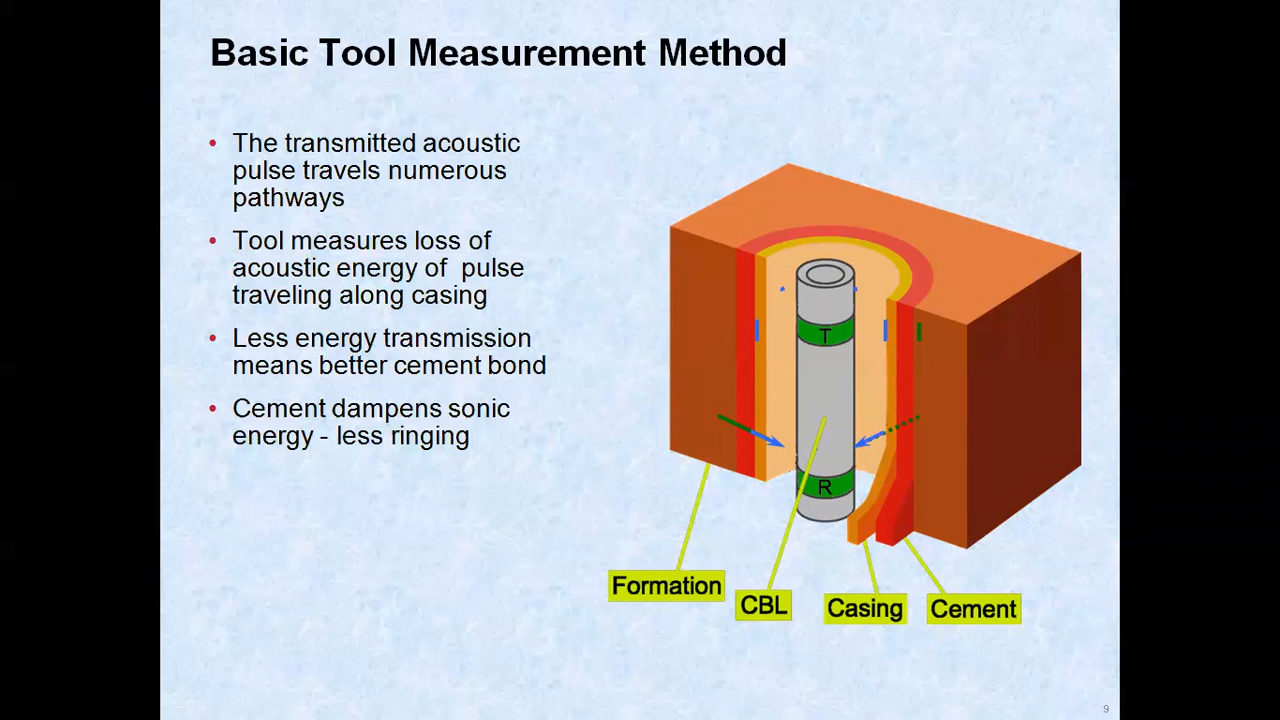 Basic Tool Measurement Method
• The transmitted acoustic
pulse travels numerous
pathways
• Tool measures loss of
acoustic energy of  pulse
traveling along casing
• Less energy transmission
means better cement bond
• Cement dampens sonic
energy - less ringing
T
R
Formation
CBL
Casing
Cement
9